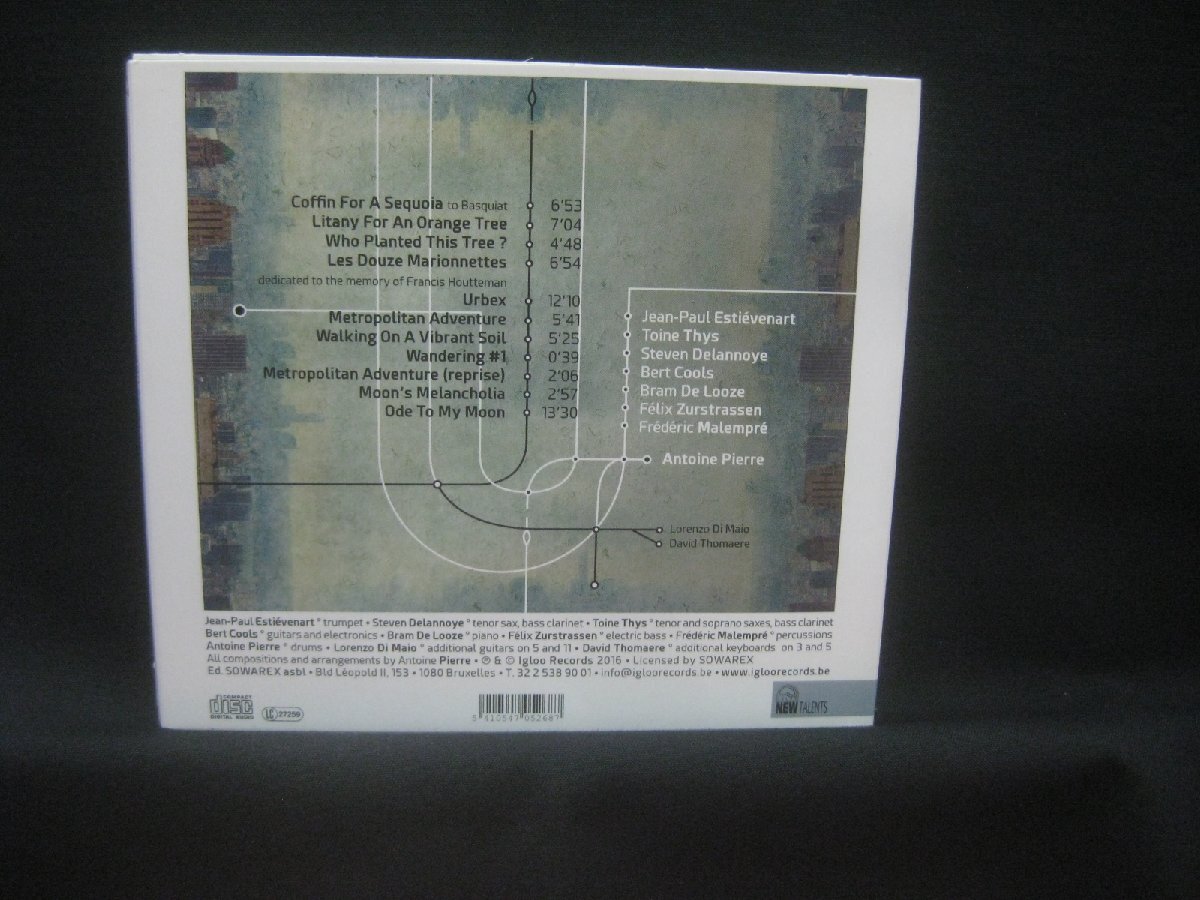 Coffin For A Sequoia to Basquiat 6'53
Litany For An Orange Tree 7'04
Who Planted This Tree ? 4'48
Les Douze Marionnettes 6'54
dedicated to the memory of Francis Houtteman
Urbex 12'10
Metropolitan Adventure 5'41
Walking On A Vibrant Soil 5'25
Wandering #1 0'39
Metropolitan Adventure (reprise) 2'06
Moon's Melancholia 2'57
Ode To My Moon 13'30
Jean-Paul Estiévenart
Toine Thys
Steven Delannoye
Bert Cools
Bram De Looze
Félix Zurstrassen
Frédéric Malempré
Antoine Pierre
Lorenzo Di Maio
David Thomaere
Jean-Paul Estiévenart ° trumpet • Steven Delannoye ° tenor sax, bass clarinet • Toine Thys ° tenor and soprano saxes, bass clarinet
Bert Cools ° guitars and electronics • Bram De Looze ° piano • Félix Zurstrassen ° electric bass • Frédéric Malempré ° percussions
Antoine Pierre ° drums • Lorenzo Di Maio ° additional guitars on 5 and 11 • David Thomaere ° additional keyboards on 3 and 5
All compositions and arrangements by Antoine Pierre • ℗ & © Igloo Records 2016 • Licensed by SOWAREX
Ed. SOWAREX asbl • Bld Léopold II, 153 • 1080 Bruxelles • T. 32 2 538 90 01 • info@igloorecords.be • www.igloorecords.be
COMPACT
disc
DIGITAL AUDIO
LC 27259
5 410547 052687
NEW TALENTS